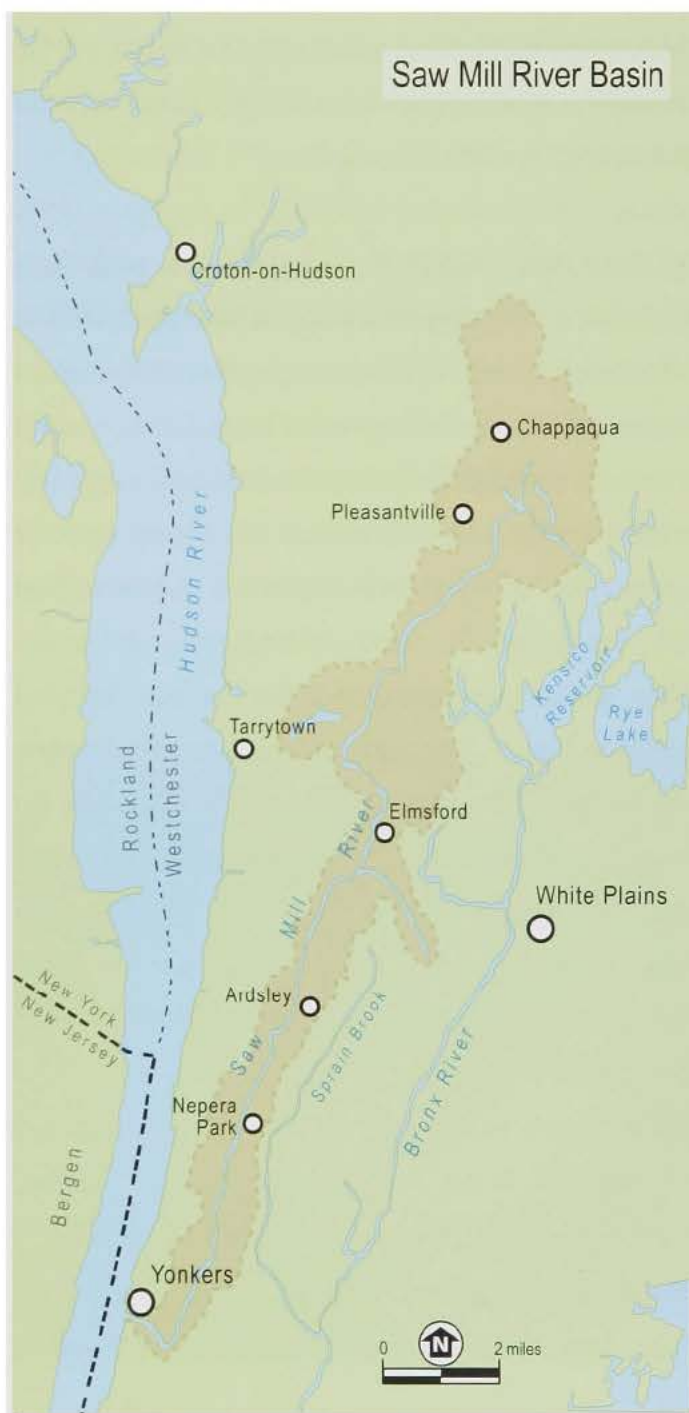 Saw Mill River Basin
Croton-on-Hudson
Chappaqua
Pleasantville
Hudson River
Kensico
Reservoir
Rye
Lake
Tarrytown
Rockland
Westchester
Elmsford
Saw Mill River
White Plains
New York
New Jersey
Ardsley
Sprain Brook
Bronx River
Nepera
Park
Bergen
Yonkers
N
0 2 miles